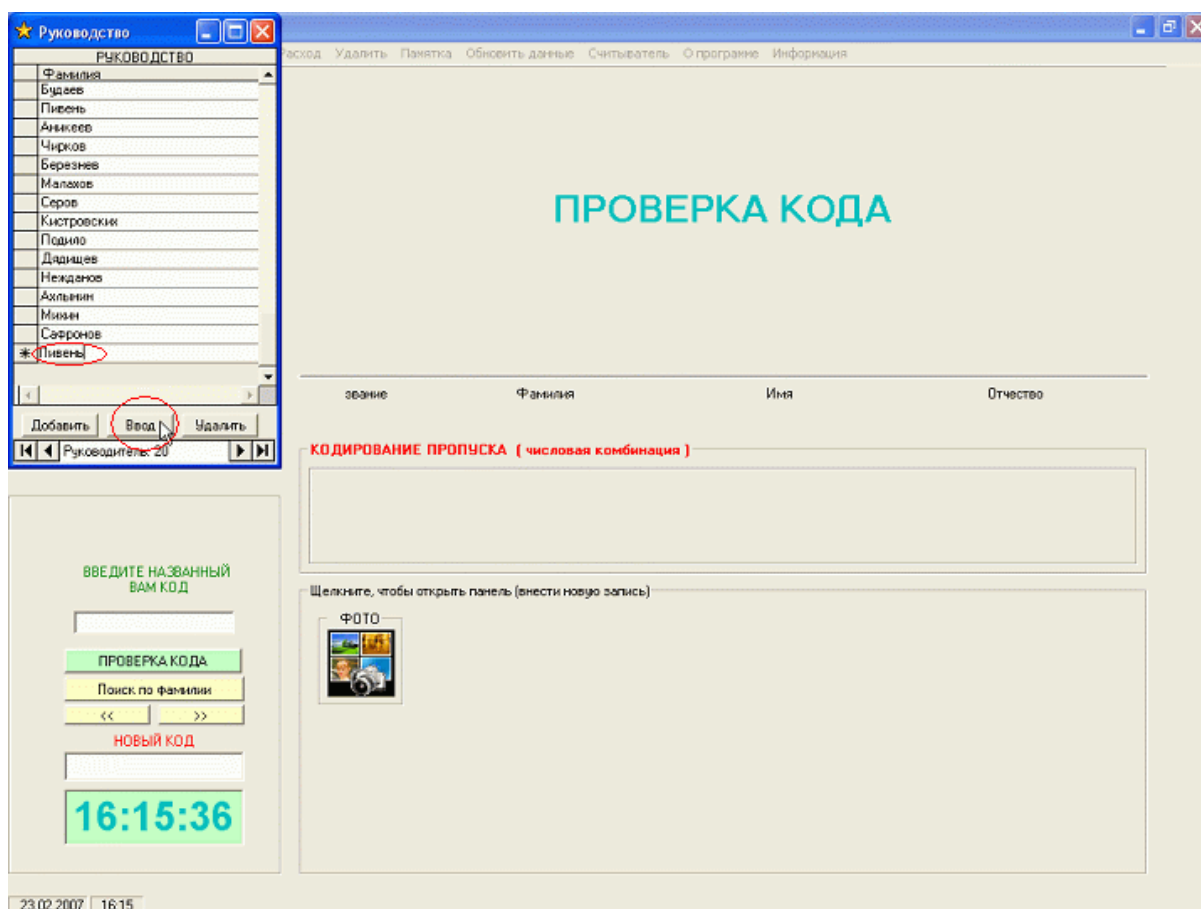 Руководство
РУКОВОДСТВО
Фамилия
Будаев
Пивень
Аникеев
Чирков
Березнев
Малахов
Серов
Кистровских
Подило
Дядищев
Нежданов
Ахлынин
Михин
Сафронов
Пивень
Добавить Ввод Удалить
Руководитель: 20
Расход Удалить Памятка Обновить данные Считыватель О программе Информация
ПРОВЕРКА КОДА
звание Фамилия Имя Отчество
КОДИРОВАНИЕ ПРОПУСКА ( числовая комбинация )
Щелкните, чтобы открыть панель (внести новую запись)
ФОТО
ВВЕДИТЕ НАЗВАННЫЙ
ВАМ КОД
ПРОВЕРКА КОДА
Поиск по фамилии
<< >>
НОВЫЙ КОД
16:15:36
23.02.2007 16:15